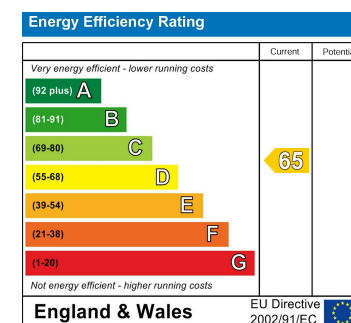 Energy Efficiency Rating
Current
Very energy efficient - lower running costs
(92 plus) A
(81-91) B
(69-80) C
65
(55-68) D
(39-54) E
(21-38) F
(1-20) G
Not energy efficient - higher running costs
England & Wales
EU Directive
2002/91/EC